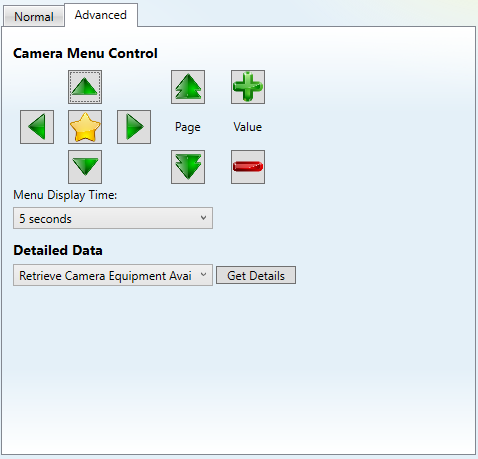 Normal
Advanced
Camera Menu Control
Page
Value
Menu Display Time:
5 seconds
Detailed Data
Retrieve Camera Equipment Avai
Get Details